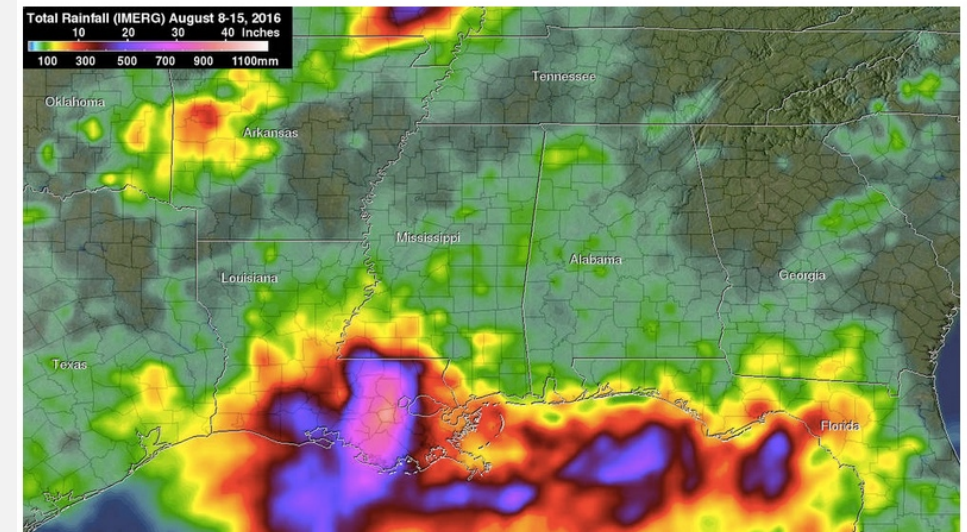 Total Rainfall (IMERG) August 8-15, 2016
10 20 30 40 Inches
100 300 500 700 900 1100mm
Tennessee
Oklahoma
Arkansas
Mississippi
Alabama
Louisiana
Georgia
Texas
Florida